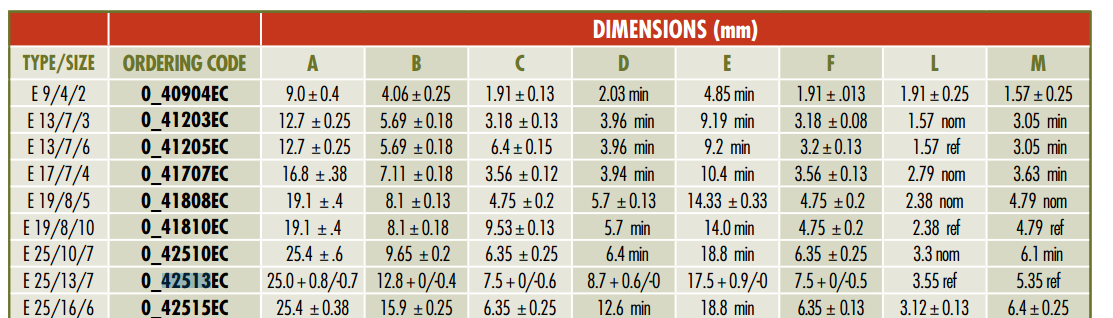 DIMENSIONS (mm)
TYPE/SIZE ORDERING CODE A B C D E F L M
E 9/4/2 0_40904EC 9.0 ± 0.4 4.06 ± 0.25 1.91 ± 0.13 2.03 min 4.85 min 1.91 ± .013 1.91 ± 0.25 1.57 ± 0.25
E 13/7/3 0_41203EC 12.7 ± 0.25 5.69 ± 0.18 3.18 ± 0.13 3.96 min 9.19 min 3.18 ± 0.08 1.57 nom 3.05 min
E 13/7/6 0_41205EC 12.7 ± 0.25 5.69 ± 0.18 6.4 ± 0.15 3.96 min 9.2 min 3.2 ± 0.13 1.57 ref 3.05 min
E 17/7/4 0_41707EC 16.8 ± .38 7.11 ± 0.18 3.56 ± 0.12 3.94 min 10.4 min 3.56 ± 0.13 2.79 nom 3.63 min
E 19/8/5 0_41808EC 19.1 ± .4 8.1 ± 0.13 4.75 ± 0.2 5.7 ± 0.13 14.33 ± 0.33 4.75 ± 0.2 2.38 nom 4.79 nom
E 19/8/10 0_41810EC 19.1 ± .4 8.1 ± 0.18 9.53 ± 0.13 5.7 min 14.0 min 4.75 ± 0.2 2.38 ref 4.79 ref
E 25/10/7 0_42510EC 25.4 ± .6 9.65 ± 0.2 6.35 ± 0.25 6.4 min 18.8 min 6.35 ± 0.25 3.3 nom 6.1 min
E 25/13/7 0_42513EC 25.0 + 0.8/-0.7 12.8 + 0/-0.4 7.5 + 0/-0.6 8.7 + 0.6/-0 17.5 + 0.9/-0 7.5 + 0/-0.5 3.55 ref 5.35 ref
E 25/16/6 0_42515EC 25.4 ± 0.38 15.9 ± 0.25 6.35 ± 0.25 12.6 min 18.8 min 6.35 ± 0.13 3.12 ± 0.13 6.4 ± 0.25